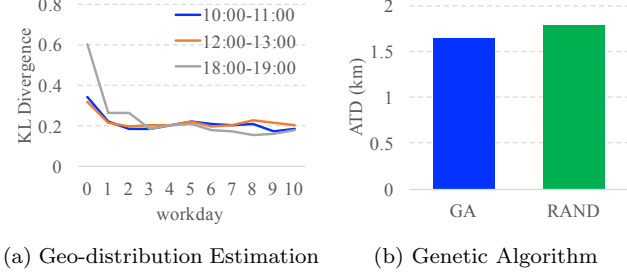 0.8
0.6
0.4
0.2
0
KL Divergence
10:00-11:00
12:00-13:00
18:00-19:00
0 1 2 3 4 5 6 7 8 9 10
workday
(a) Geo-distribution Estimation
2
1.5
1
0.5
0
ATD (km)
GA RAND
(b) Genetic Algorithm